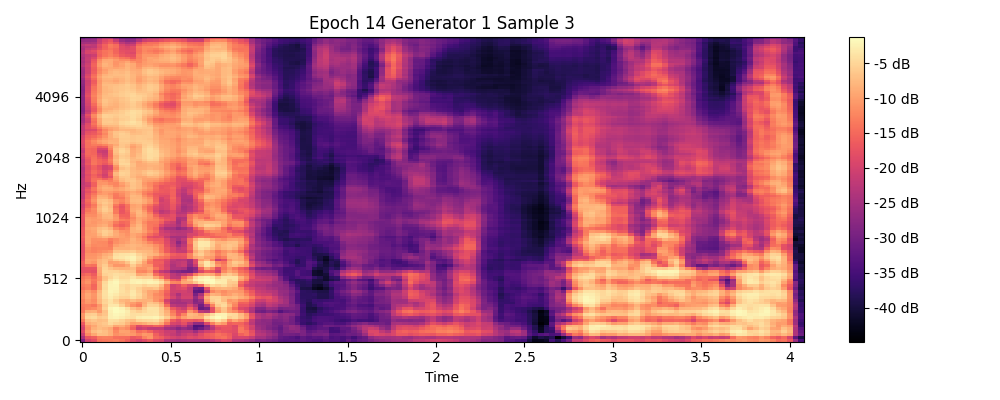 Epoch 14 Generator 1 Sample 3
Hz
4096
2048
1024
512
0
0 0.5 1 1.5 2 2.5 3 3.5 4
Time
-5 dB
-10 dB
-15 dB
-20 dB
-25 dB
-30 dB
-35 dB
-40 dB